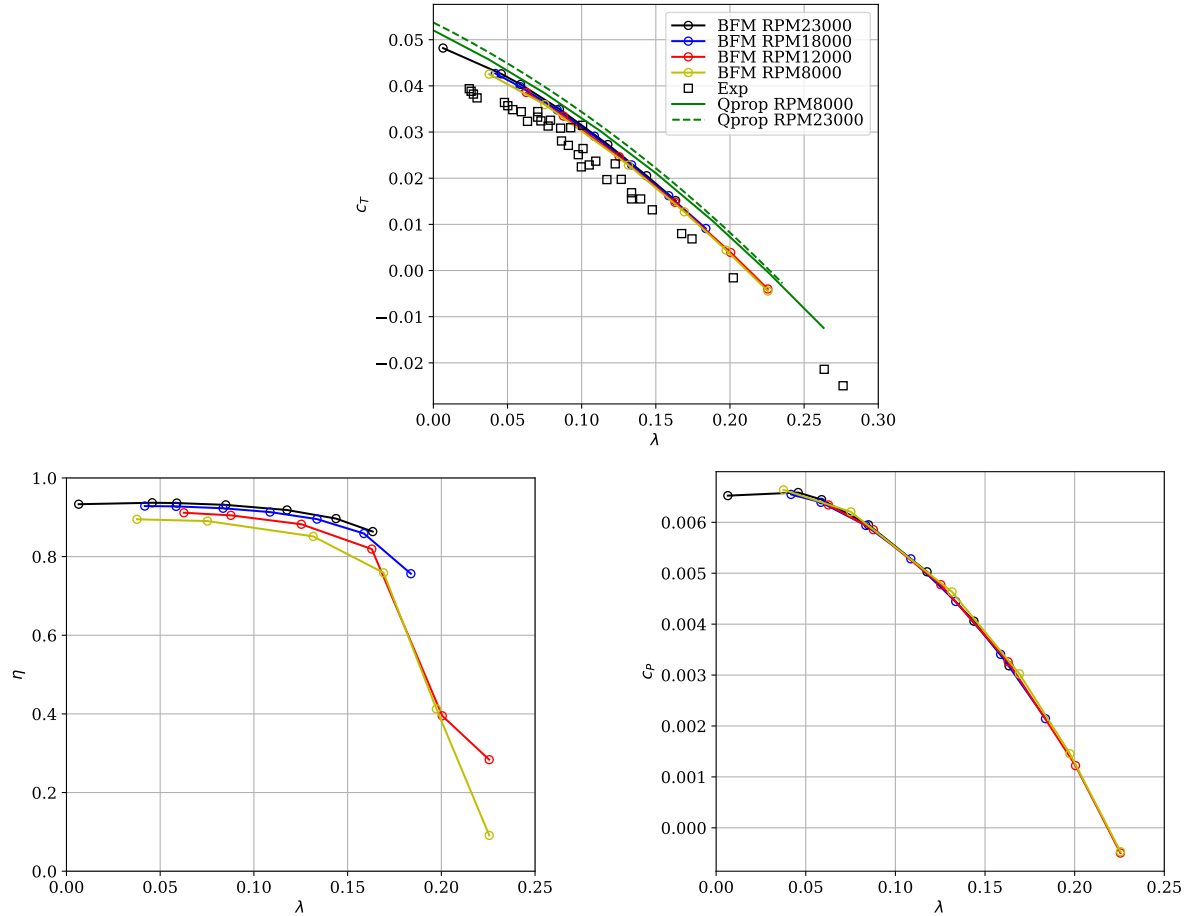 0.05
0.04
0.03
0.02
0.01
0.00
−0.01
−0.02
c_T
BFM RPM23000
BFM RPM18000
BFM RPM12000
BFM RPM8000
Exp
Qprop RPM8000
Qprop RPM23000
0.00 0.05 0.10 0.15 0.20 0.25 0.30
λ
1.0
0.8
0.6
0.4
0.2
0.0
η
0.00 0.05 0.10 0.15 0.20 0.25
λ
0.006
0.005
0.004
0.003
0.002
0.001
0.000
c_P
0.00 0.05 0.10 0.15 0.20 0.25
λ